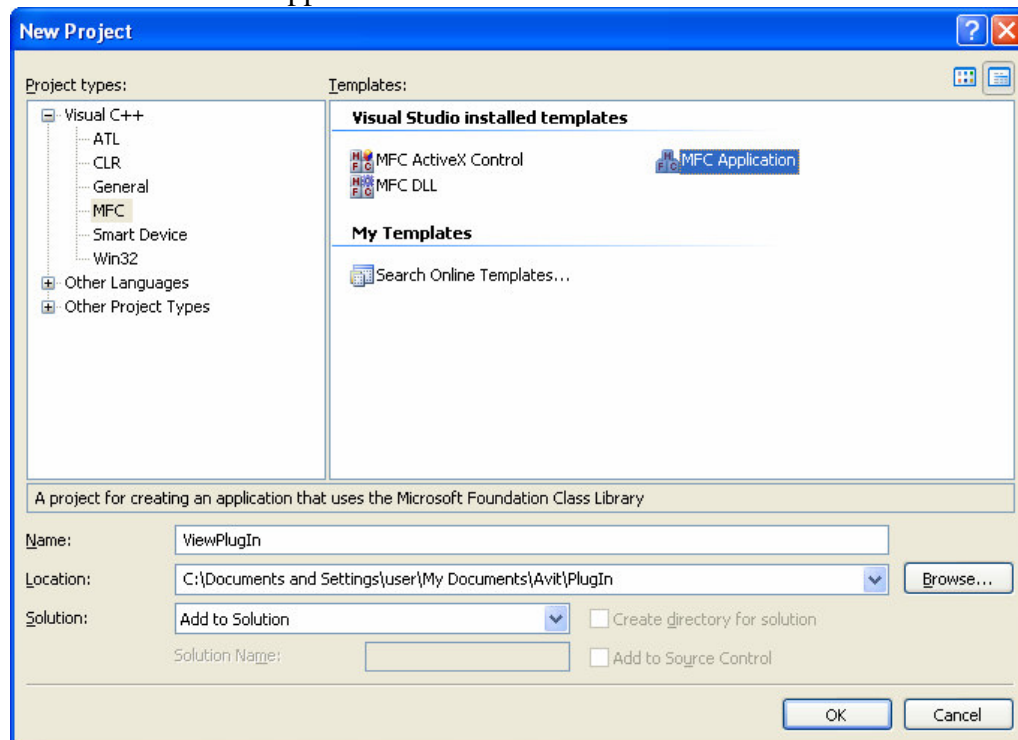 New Project
Project types:
Templates:
Visual C++
ATL
CLR
General
MFC
Smart Device
Win32
Other Languages
Other Project Types
Visual Studio installed templates
MFC ActiveX Control
MFC Application
MFC DLL
My Templates
Search Online Templates...
A project for creating an application that uses the Microsoft Foundation Class Library
Name:
ViewPlugIn
Location:
C:\Documents and Settings\user\My Documents\Avit\PlugIn
Browse...
Solution:
Add to Solution
Create directory for solution
Solution Name:
Add to Source Control
OK
Cancel